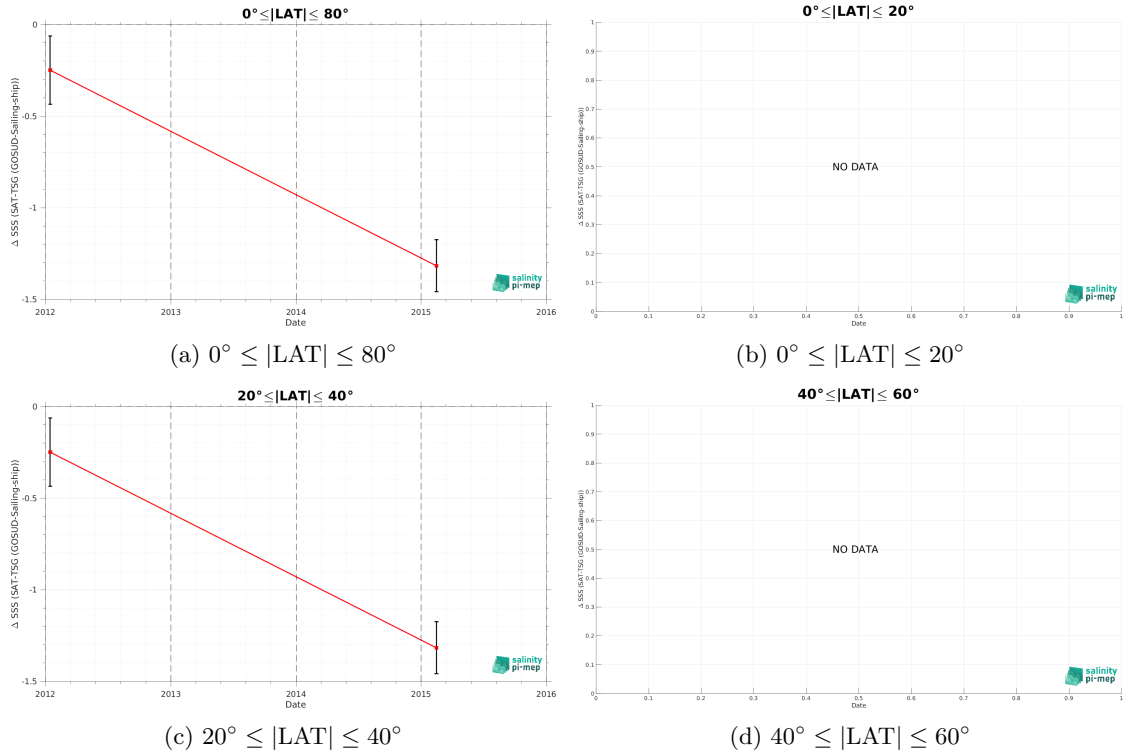 0°≤|LAT|≤ 80°
Δ SSS (SAT-TSG (GOSUD-Sailing-ship))
0
-0.5
-1
-1.5
2012
2013
2014
2015
2016
Date
salinity
pi-mep
(a) 0° ≤ |LAT| ≤ 80°
0°≤|LAT|≤ 20°
Δ SSS (SAT-TSG (GOSUD-Sailing-ship))
1
0.9
0.8
0.7
0.6
0.5
0.4
0.3
0.2
0.1
0
NO DATA
0
0.1
0.2
0.3
0.4
0.5
0.6
0.7
0.8
0.9
1
Date
salinity
pi-mep
(b) 0° ≤ |LAT| ≤ 20°
20°≤|LAT|≤ 40°
Δ SSS (SAT-TSG (GOSUD-Sailing-ship))
0
-0.5
-1
-1.5
2012
2013
2014
2015
2016
Date
salinity
pi-mep
(c) 20° ≤ |LAT| ≤ 40°
40°≤|LAT|≤ 60°
Δ SSS (SAT-TSG (GOSUD-Sailing-ship))
1
0.9
0.8
0.7
0.6
0.5
0.4
0.3
0.2
0.1
0
NO DATA
0
0.1
0.2
0.3
0.4
0.5
0.6
0.7
0.8
0.9
1
Date
salinity
pi-mep
(d) 40° ≤ |LAT| ≤ 60°